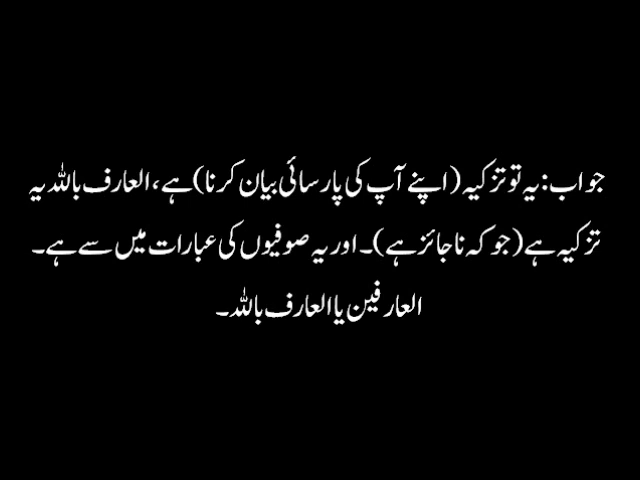 جواب: یہ تو تزکیہ (اپنے آپ کی پارسائی بیان کرنا) ہے، العارف باللہ یہ
تزکیہ ہے (جو کہ ناجائز ہے)۔ اور یہ صوفیوں کی عبارات میں سے ہے۔
العارفین یا العارف باللہ۔